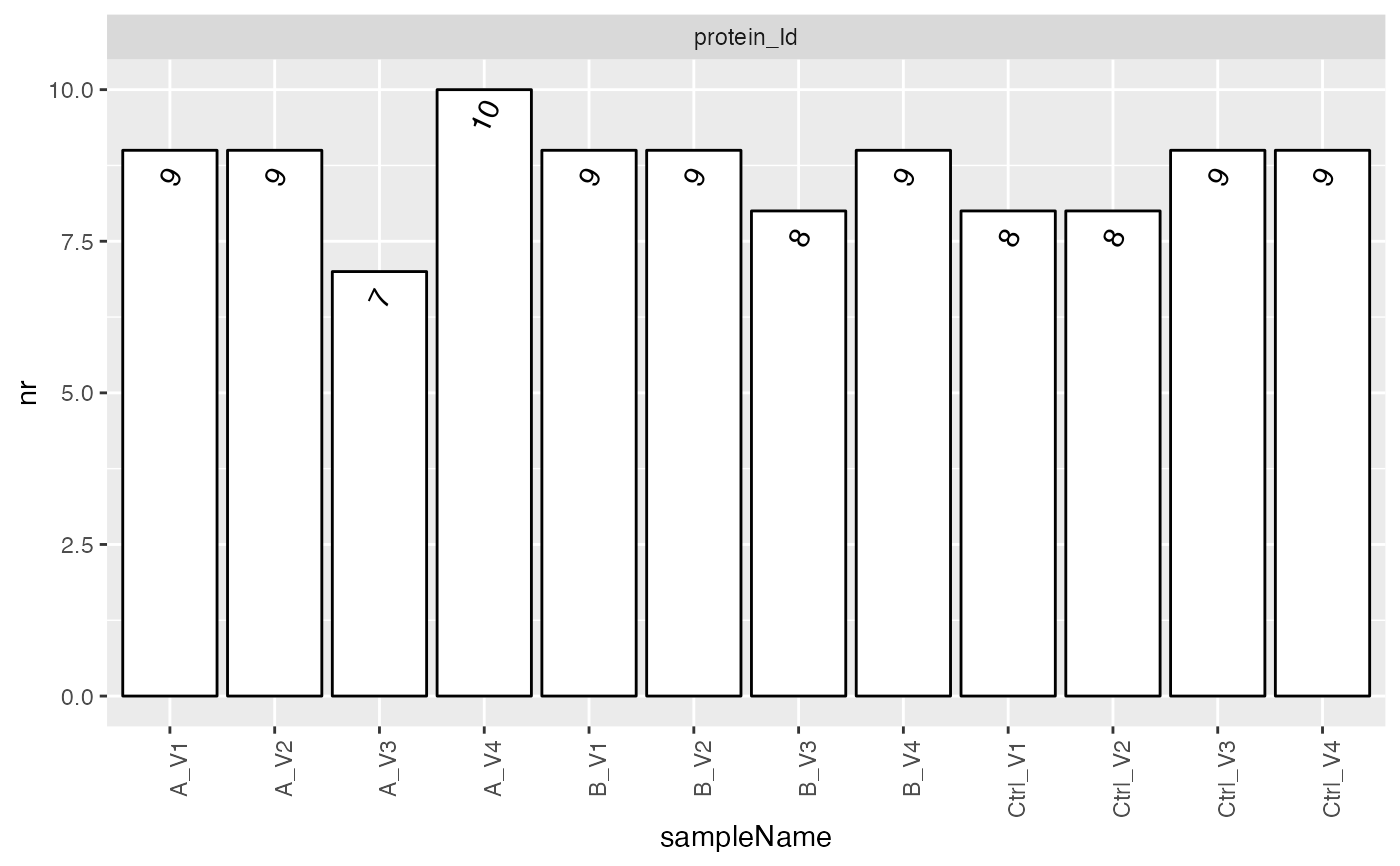 protein_Id
10.0
7.5
5.0
2.5
0.0
nr
9
9
7
10
9
9
8
9
8
8
9
9
A_V1
A_V2
A_V3
A_V4
B_V1
B_V2
B_V3
B_V4
Ctrl_V1
Ctrl_V2
Ctrl_V3
Ctrl_V4
sampleName